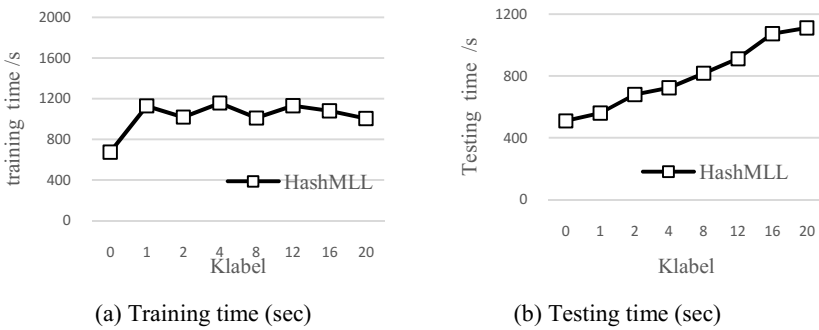 2000
1600
1200
800
400
0
training time /s
HashMLL
0 1 2 4 8 12 16 20
Klabel
(a) Training time (sec)
1200
800
400
0
Testing time /s
HashMLL
0 1 2 4 8 12 16 20
Klabel
(b) Testing time (sec)